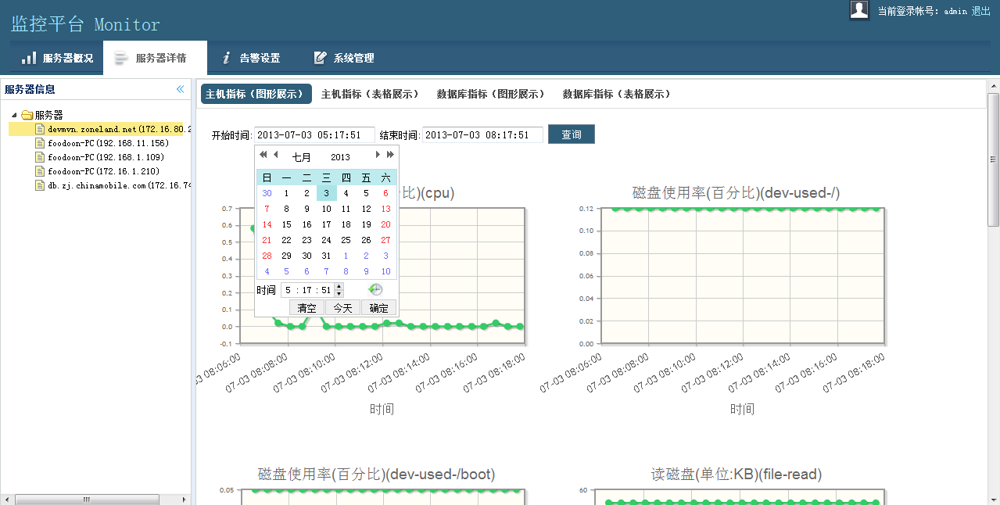 监控平台 Monitor
当前登录帐号: admin 退出
服务器概况 服务器详情 告警设置 系统管理
服务器信息
服务器
devmvn.zoneland.net(172.16.80.2
foodoon-PC(192.168.11.156)
foodoon-PC(192.168.1.109)
foodoon-PC(172.16.1.210)
db.zj.chinamobile.com(172.16.74
主机指标（图形展示） 主机指标（表格展示） 数据库指标（图形展示） 数据库指标（表格展示）
开始时间: 2013-07-03 05:17:51 结束时间: 2013-07-03 08:17:51 查询
七月 2013
日 一 二 三 四 五 六
30 1 2 3 4 5 6
7 8 9 10 11 12 13
14 15 16 17 18 19 20
21 22 23 24 25 26 27
28 29 30 31 1 2 3
4 5 6 7 8 9 10
时间 5 : 17 : 51
清空 今天 确定
分比)(cpu)
0.7
0.6
0.5
0.4
0.3
0.2
0.1
0.0
-0.1
07-03 08:06:00 07-03 08:08:00 07-03 08:10:00 07-03 08:12:00 07-03 08:14:00 07-03 08:16:00 07-03 08:18:00
时间
磁盘使用率(百分比)(dev-used-/)
0.12
0.10
0.08
0.06
0.04
0.02
0.00
07-03 08:06:00 07-03 08:08:00 07-03 08:10:00 07-03 08:12:00 07-03 08:14:00 07-03 08:16:00 07-03 08:18:00
时间
磁盘使用率(百分比)(dev-used-/boot)
0.05
读磁盘(单位:KB)(file-read)
60